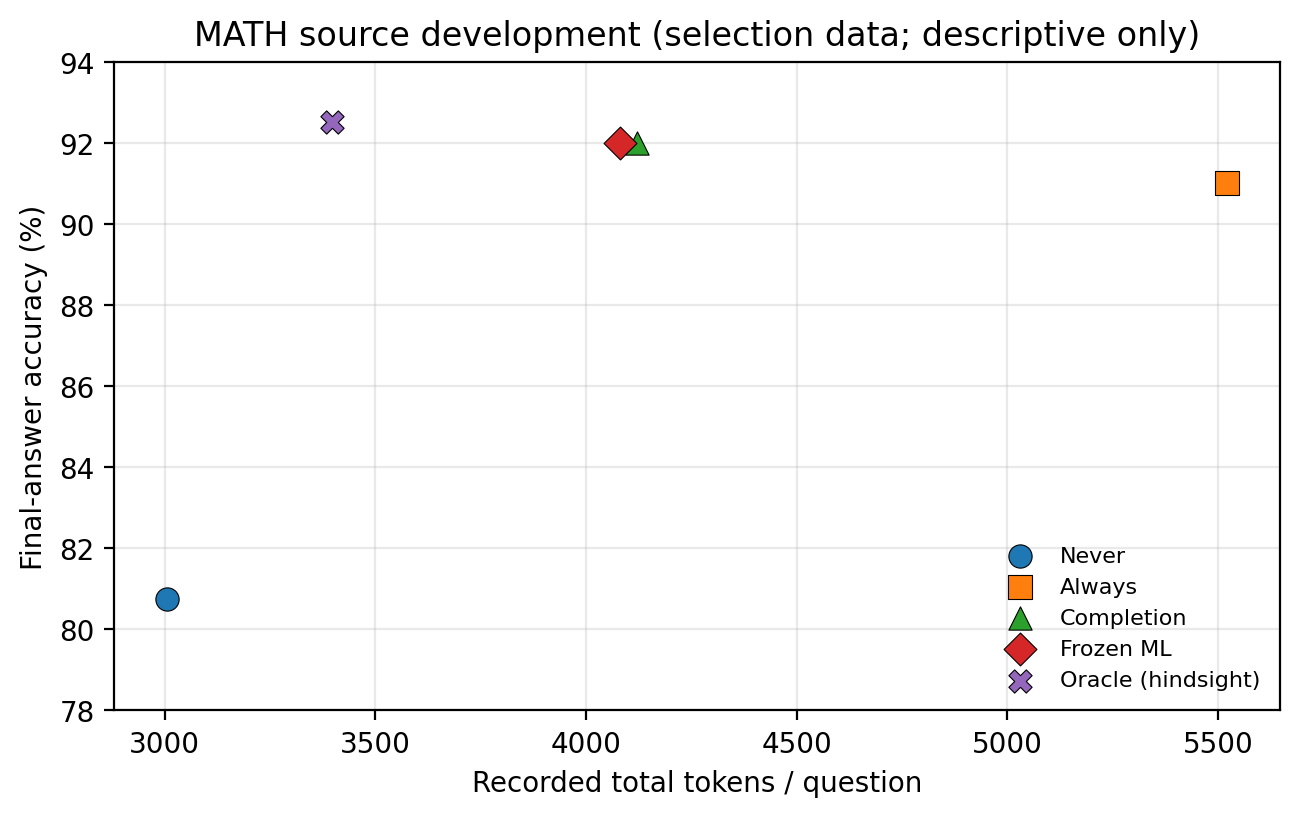 MATH source development (selection data; descriptive only)
94
92
90
88
86
84
82
80
78
Final-answer accuracy (%)
Never
Always
Completion
Frozen ML
Oracle (hindsight)
3000
3500
4000
4500
5000
5500
Recorded total tokens / question